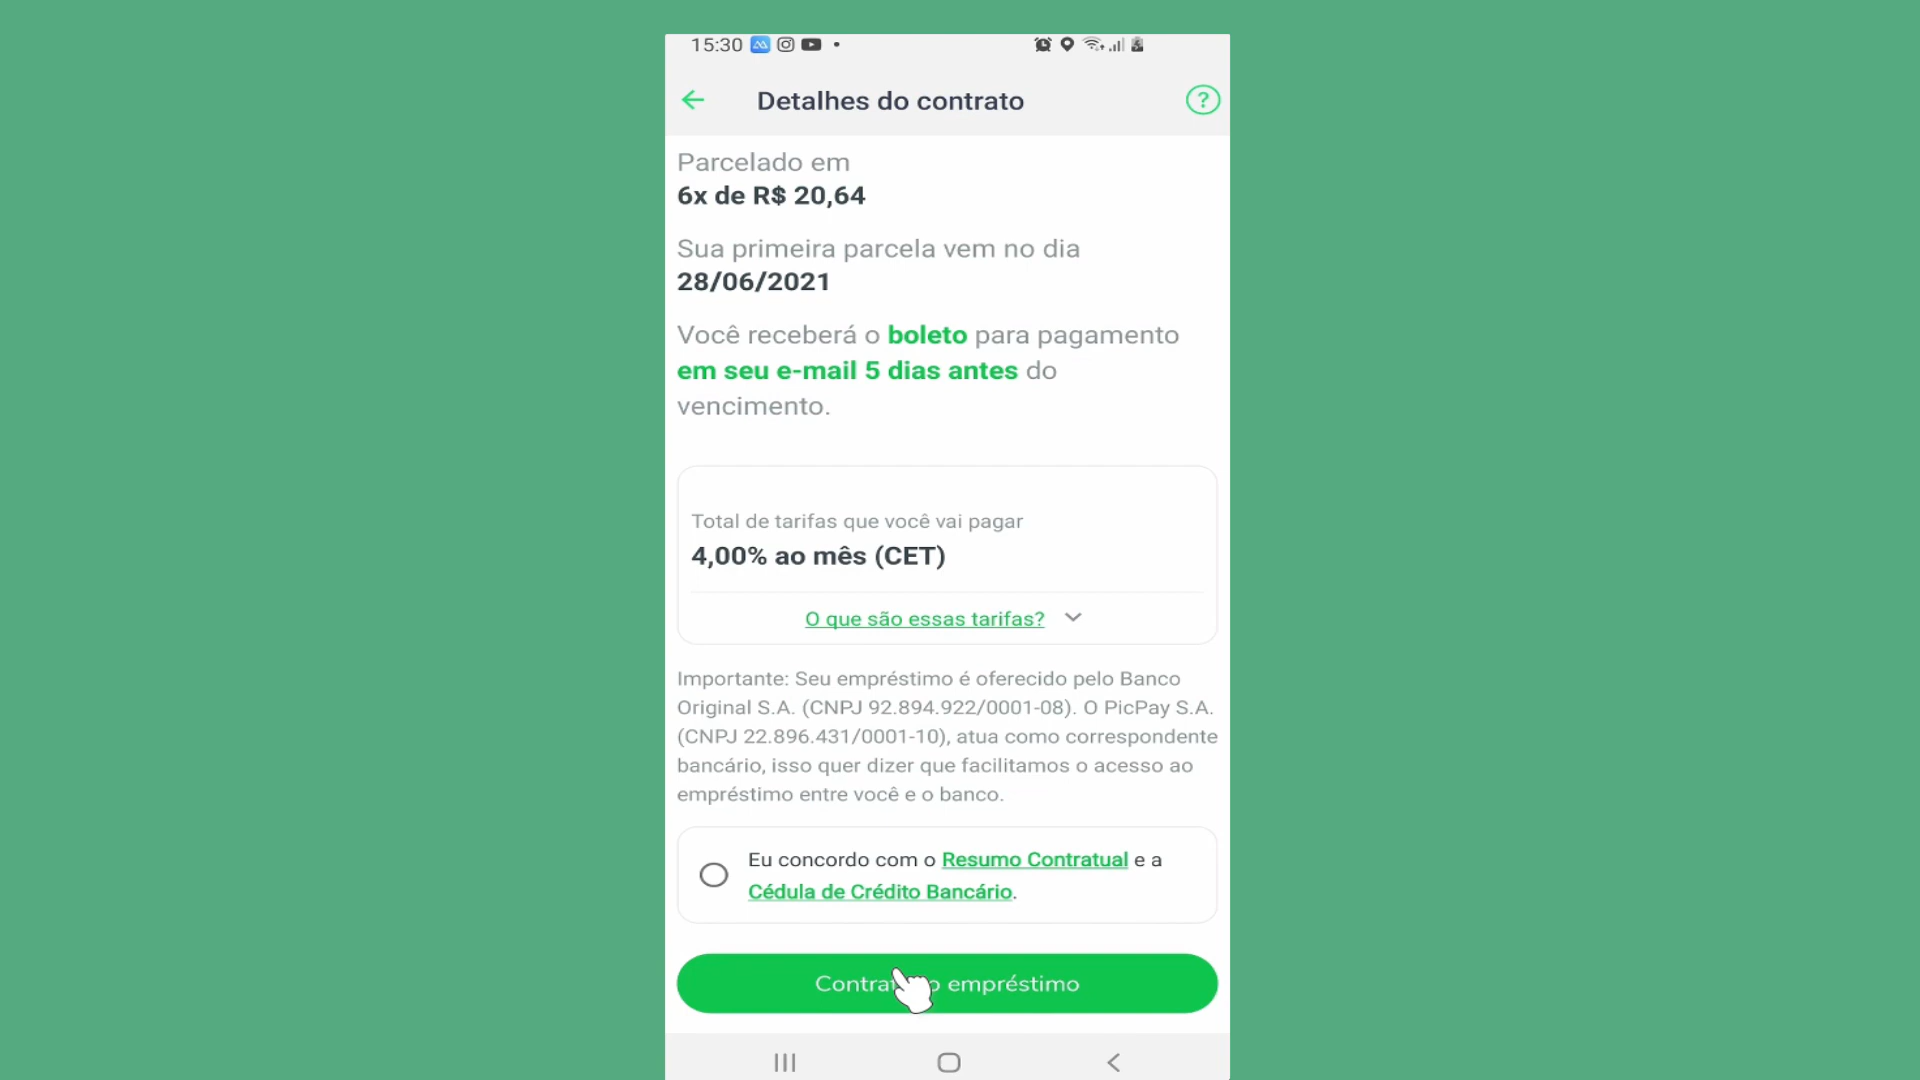 15:30
Detalhes do contrato
?
Parcelado em
6x de R$ 20,64
Sua primeira parcela vem no dia
28/06/2021
Você receberá o boleto para pagamento
em seu e-mail 5 dias antes do
vencimento.
Total de tarifas que você vai pagar
4,00% ao mês (CET)
O que são essas tarifas?
Importante: Seu empréstimo é oferecido pelo Banco
Original S.A. (CNPJ 92.894.922/0001-08). O PicPay S.A.
(CNPJ 22.896.431/0001-10), atua como correspondente
bancário, isso quer dizer que facilitamos o acesso ao
empréstimo entre você e o banco.
Eu concordo com o Resumo Contratual e a
Cédula de Crédito Bancário.
Contratar o empréstimo